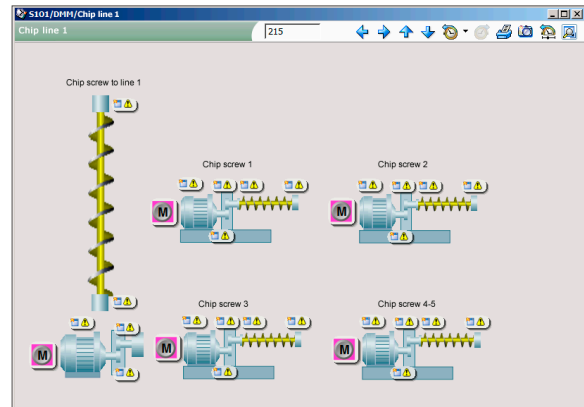 S101/DMM/Chip line 1
Chip line 1
215
Chip screw to line 1
Chip screw 1
Chip screw 2
M
M
Chip screw 3
Chip screw 4-5
M
M
M